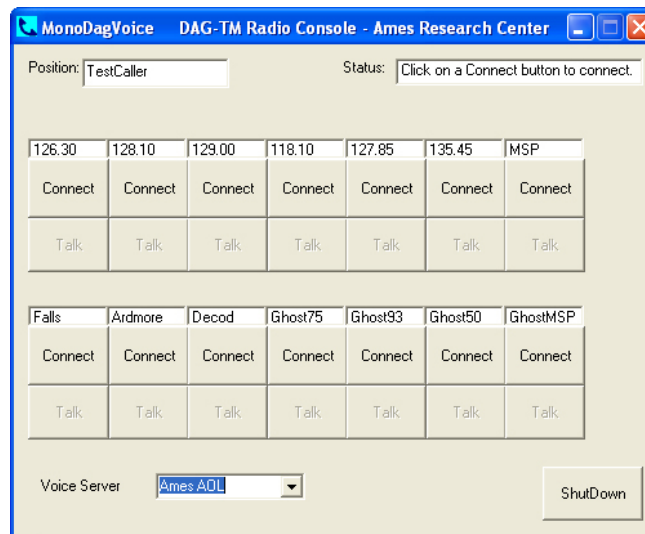 MonoDagVoice DAG-TM Radio Console - Ames Research Center
Position: TestCaller Status: Click on a Connect button to connect.
126.30 128.10 129.00 118.10 127.85 135.45 MSP
Connect Connect Connect Connect Connect Connect Connect
Talk Talk Talk Talk Talk Talk Talk
Falls Ardmore Decod Ghost75 Ghost93 Ghost50 GhostMSP
Connect Connect Connect Connect Connect Connect Connect
Talk Talk Talk Talk Talk Talk Talk
Voice Server Ames AOL ShutDown